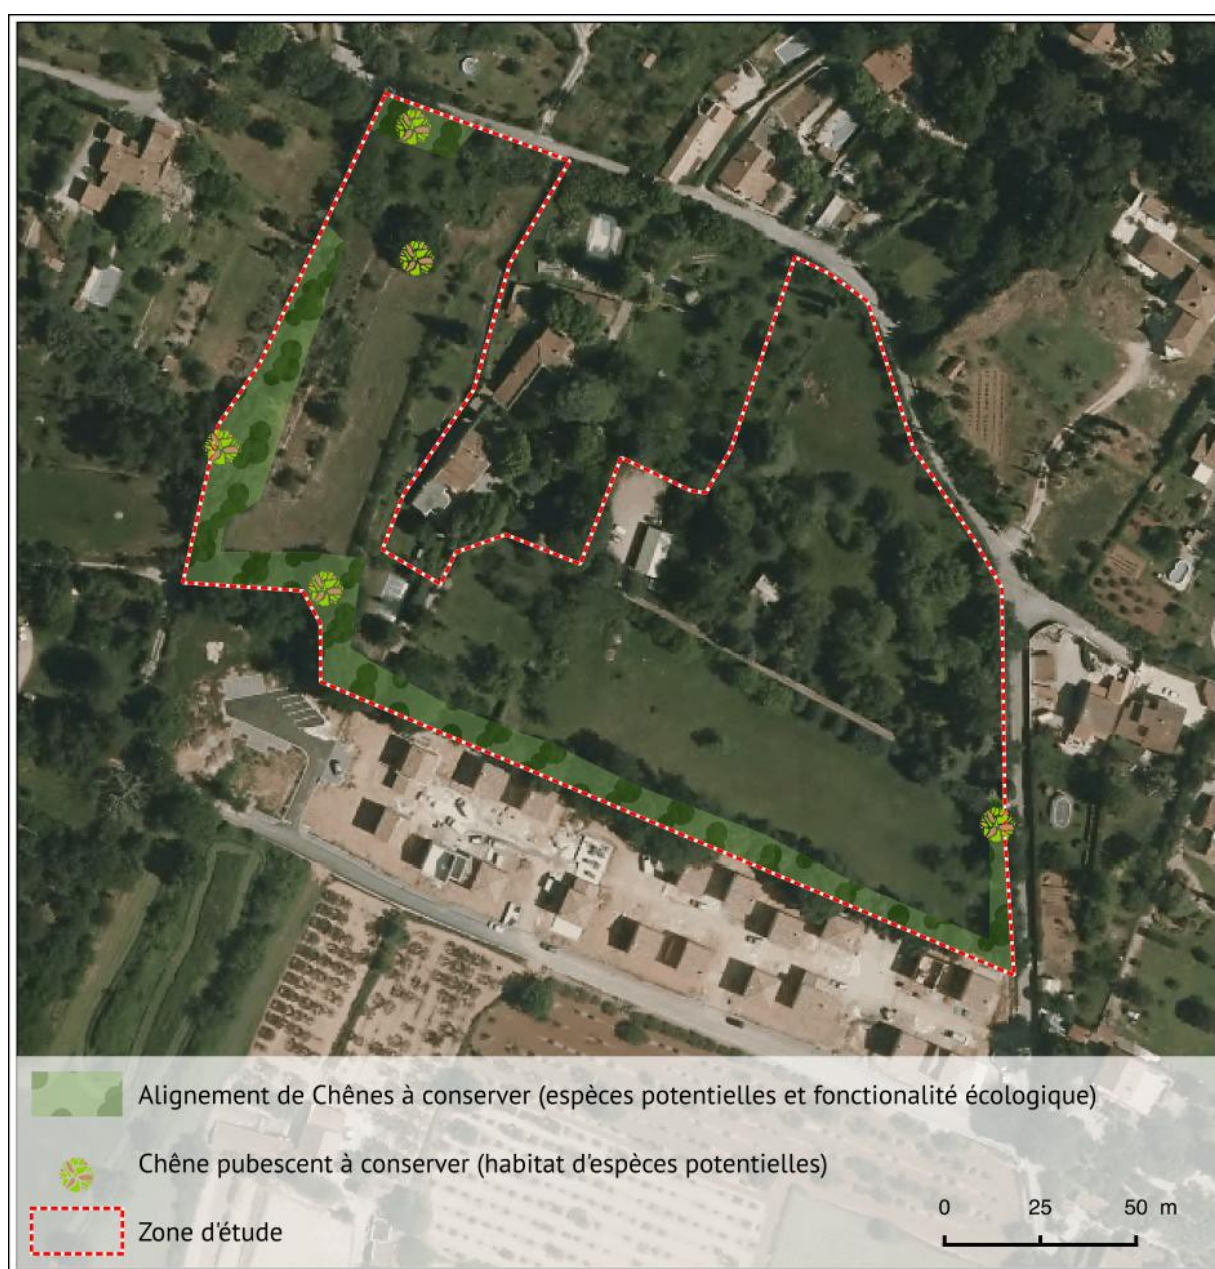 Alignement de Chênes à conserver (espèces potentielles et fonctionalité écologique)
Chêne pubescent à conserver (habitat d'espèces potentielles)
Zone d'étude
0 25 50 m